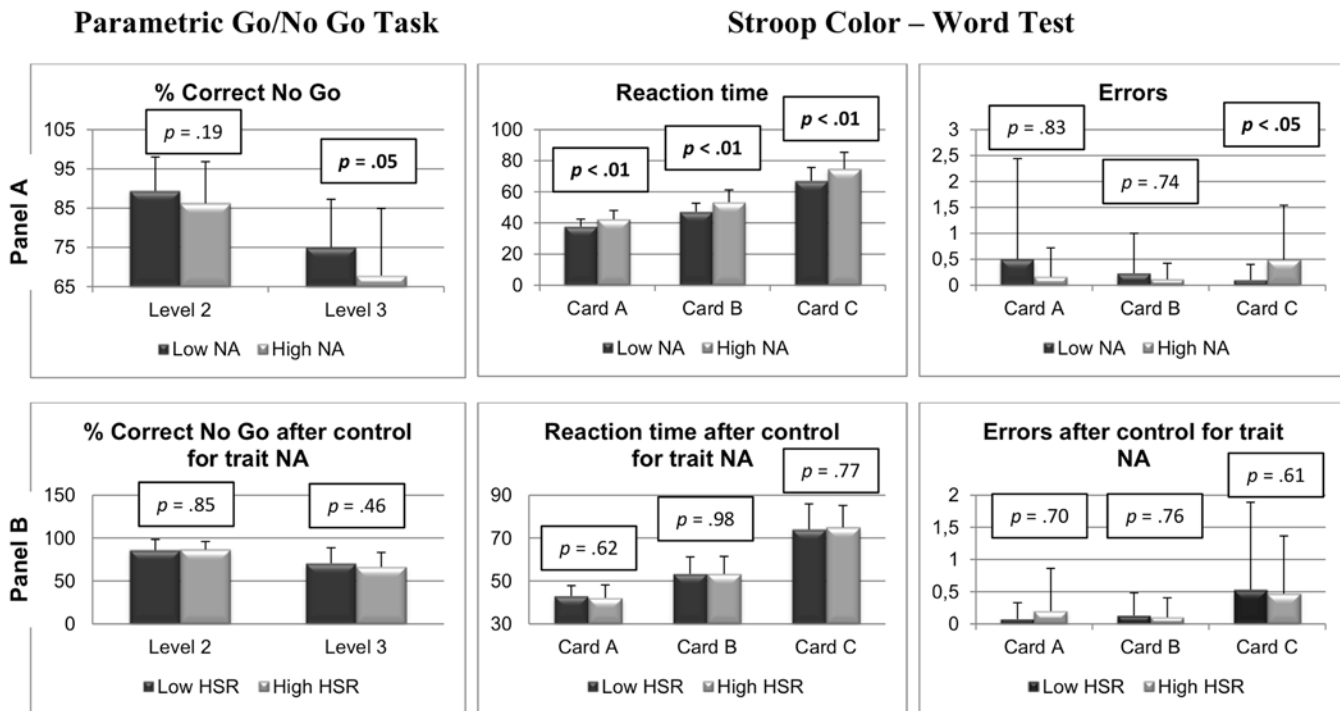 Parametric Go/No Go Task
Stroop Color – Word Test
Panel A
% Correct No Go
p = .19
p = .05
105
95
85
75
65
Level 2
Level 3
Low NA
High NA
Reaction time
p < .01
p < .01
p < .01
100
80
60
40
20
0
Card A
Card B
Card C
Low NA
High NA
Errors
p = .83
p = .74
p < .05
3
2,5
2
1,5
1
0,5
0
Card A
Card B
Card C
Low NA
High NA
Panel B
% Correct No Go after control
for trait NA
p = .85
p = .46
150
100
50
0
Level 2
Level 3
Low HSR
High HSR
Reaction time after control
for trait NA
p = .62
p = .98
p = .77
90
70
50
30
Card A
Card B
Card C
Low HSR
High HSR
Errors after control for trait
NA
p = .70
p = .76
p = .61
2
1,5
1
0,5
0
Card A
Card B
Card C
Low HSR
High HSR